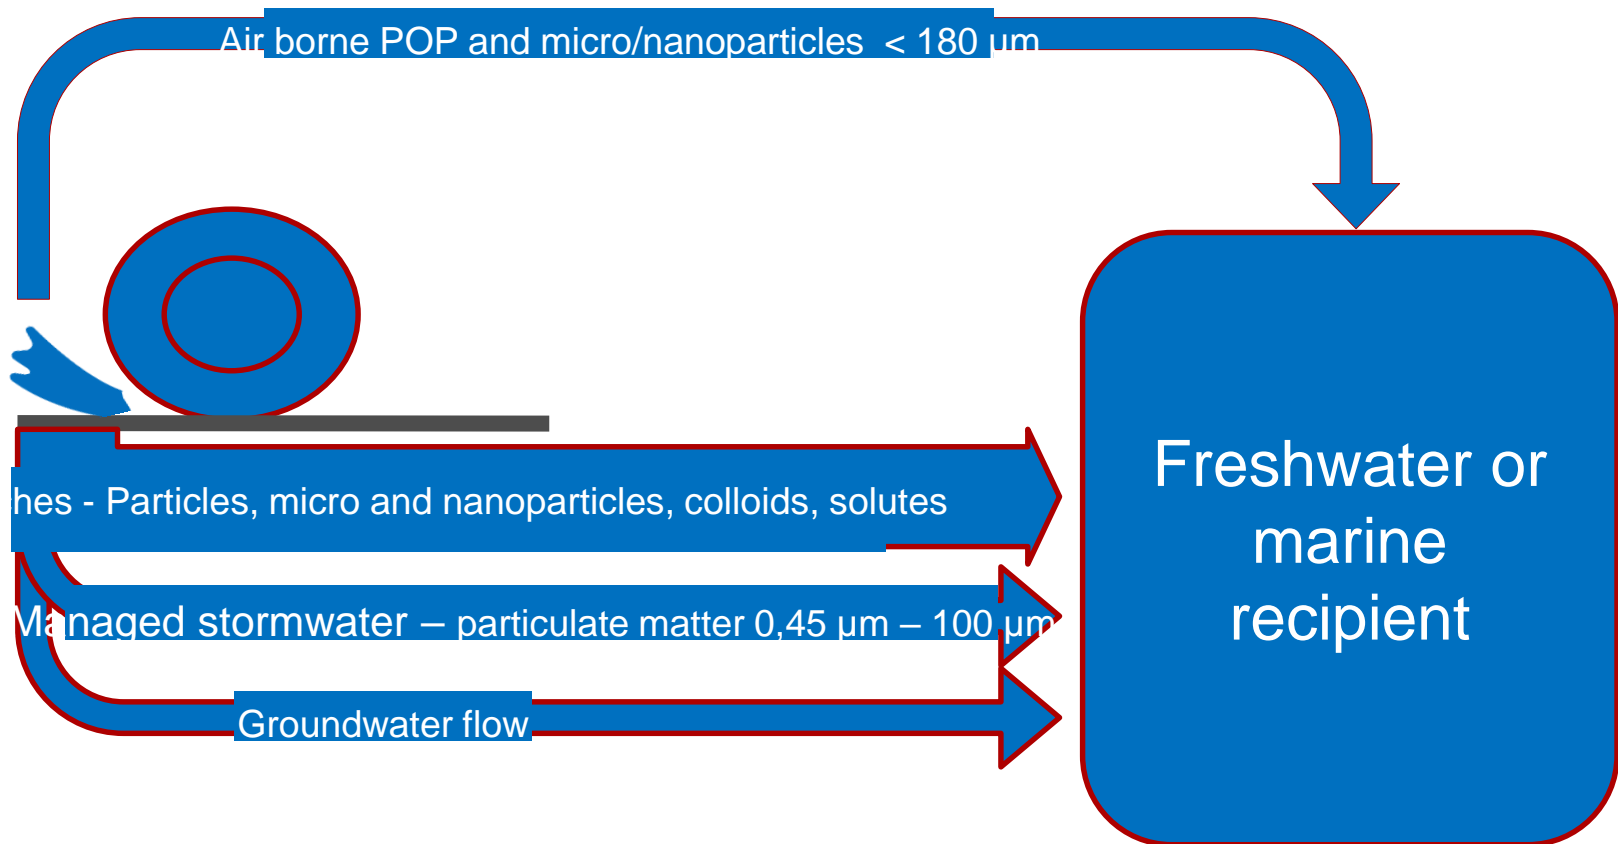 Air borne POP and micro/nanoparticles < 180 µm
hes - Particles, micro and nanoparticles, colloids, solutes
Managed stormwater – particulate matter 0,45 µm – 100 µm
Groundwater flow
Freshwater or
marine
recipient